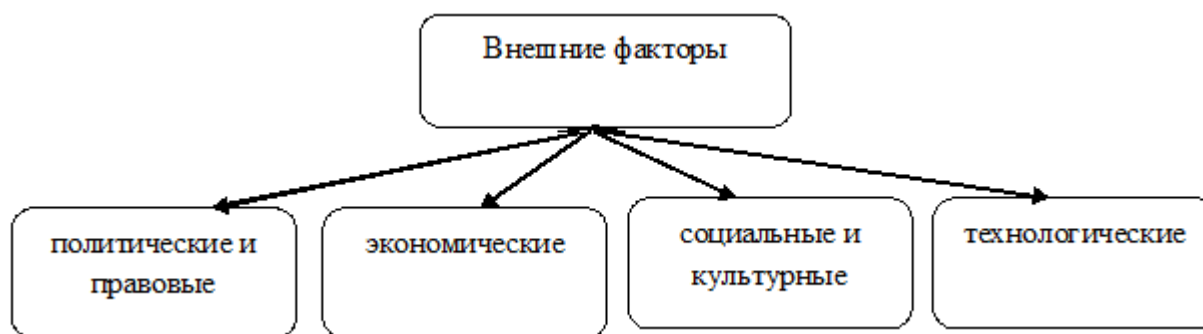 Внешние факторы
политические и
правовые
экономические
социальные и
культурные
технологические